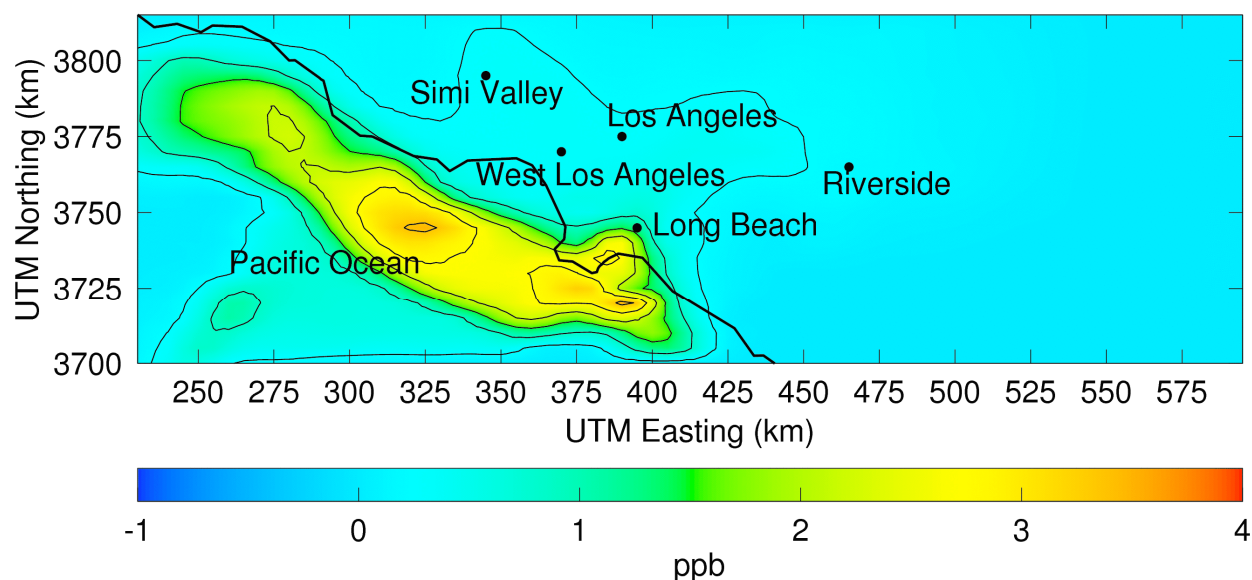 3800
3775
3750
3725
3700
UTM Northing (km)
Simi Valley
Los Angeles
West Los Angeles
Riverside
Long Beach
Pacific Ocean
250 275 300 325 350 375 400 425 450 475 500 525 550 575
UTM Easting (km)
-1 0 1 2 3 4
ppb